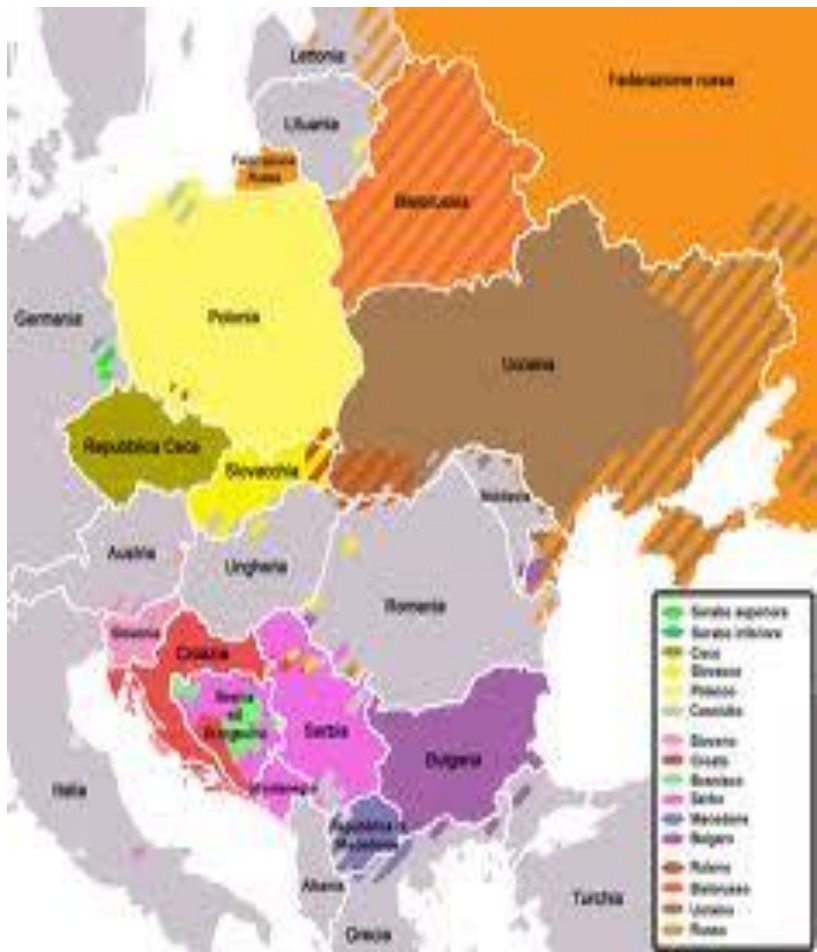 Lettonia
Federazione russa
Lituania
Federazione
Russa
Bielorussia
Germania
Polonia
Ucraina
Repubblica Ceca
Slovacchia
Moldavia
Austria
Ungheria
Romania
Slovenia
Croazia
Bosnia
ed
Erzegovina
Serbia
Montenegro
Bulgaria
Italia
Repubblica di
Macedonia
Albania
Grecia
Turchia
Sorabo superiore
Sorabo inferiore
Ceco
Slovacco
Polacco
Casciubo
Sloveno
Croato
Bosniaco
Serbo
Macedone
Bulgaro
Ruteno
Bielorusso
Ucraino
Russo